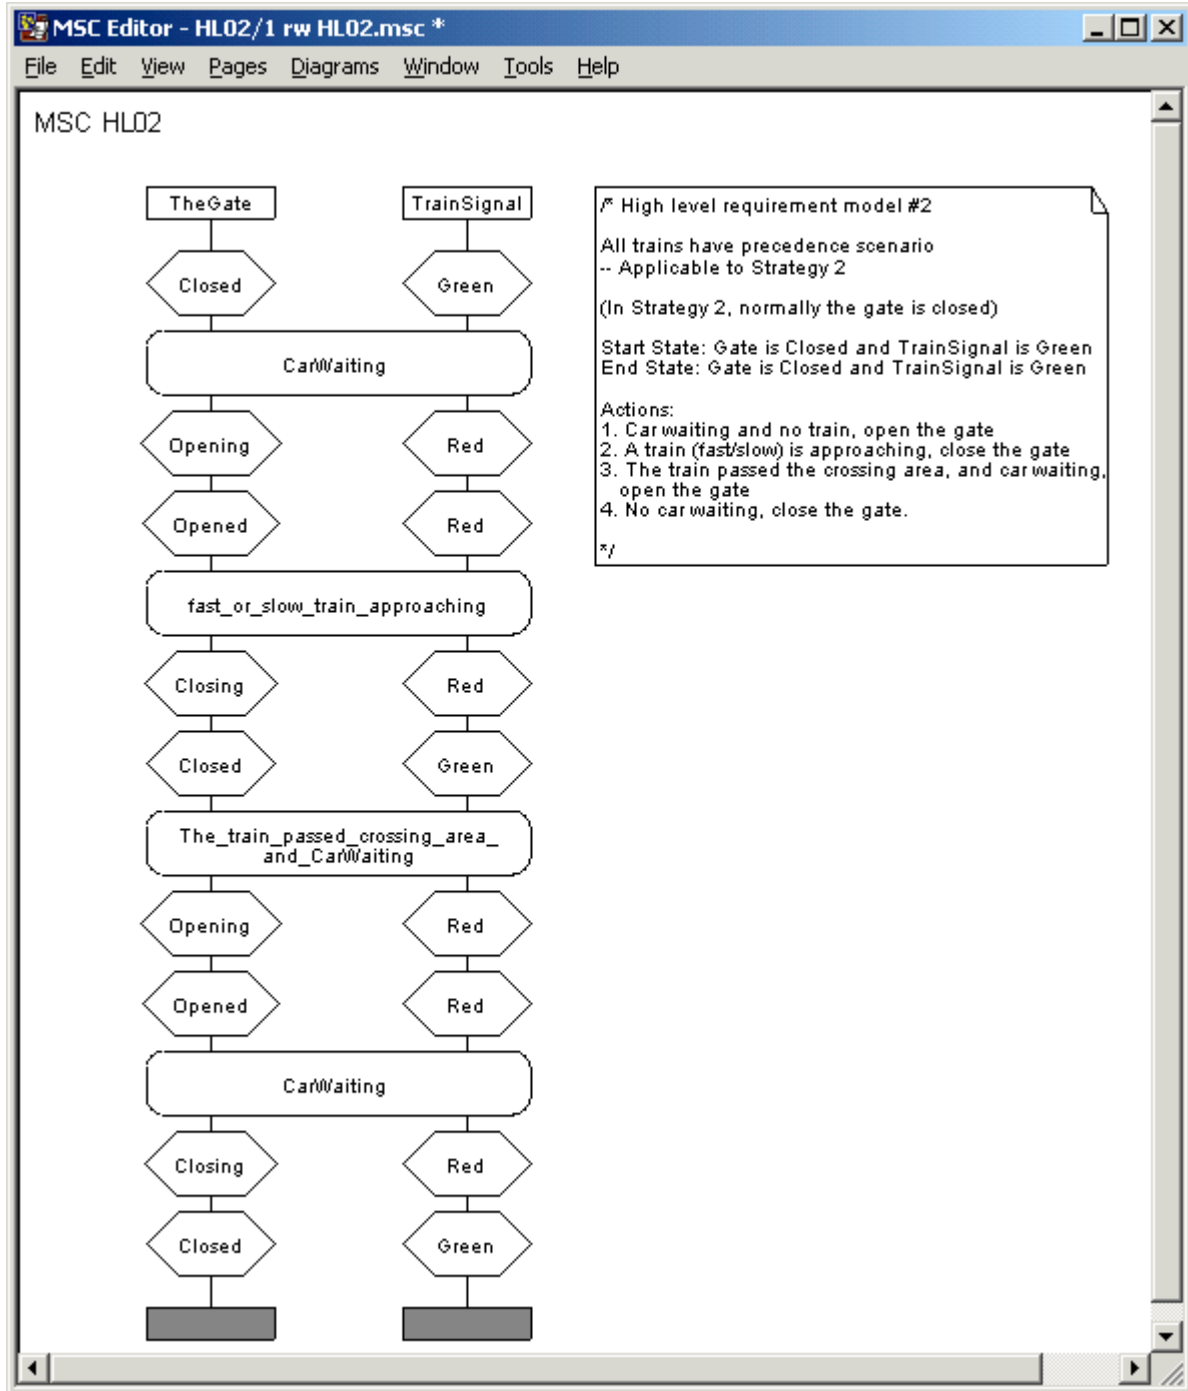 MSC Editor - HL02/1 rw HL02.msc *
File Edit View Pages Diagrams Window Tools Help
MSC HL02
TheGate TrainSignal
Closed Green
CarWaiting
Opening Red
Opened Red
fast_or_slow_train_approaching
Closing Red
Closed Green
The_train_passed_crossing_area_
and_CarWaiting
Opening Red
Opened Red
CarWaiting
Closing Red
Closed Green
/* High level requirement model #2
All trains have precedence scenario
-- Applicable to Strategy 2
(In Strategy 2, normally the gate is closed)
Start State: Gate is Closed and TrainSignal is Green
End State: Gate is Closed and TrainSignal is Green
Actions:
1. Car waiting and no train, open the gate
2. A train (fast/slow) is approaching, close the gate
3. The train passed the crossing area, and car waiting,
open the gate
4. No car waiting, close the gate.
*/